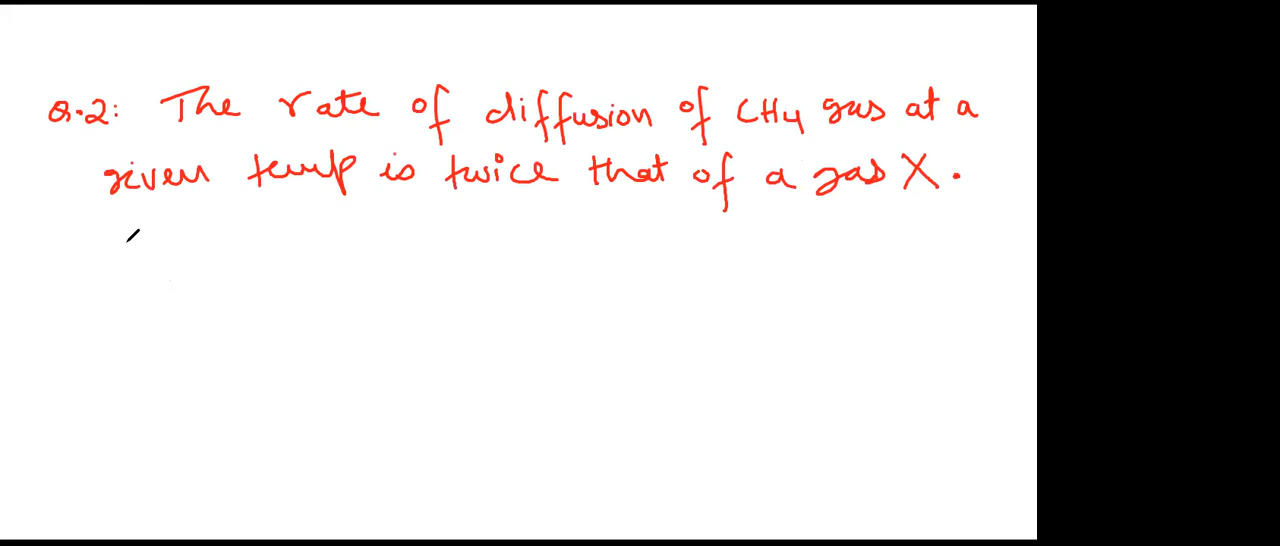 Q.2: The rate of diffusion of CH4 gas at a
given temp is twice that of a gas X.